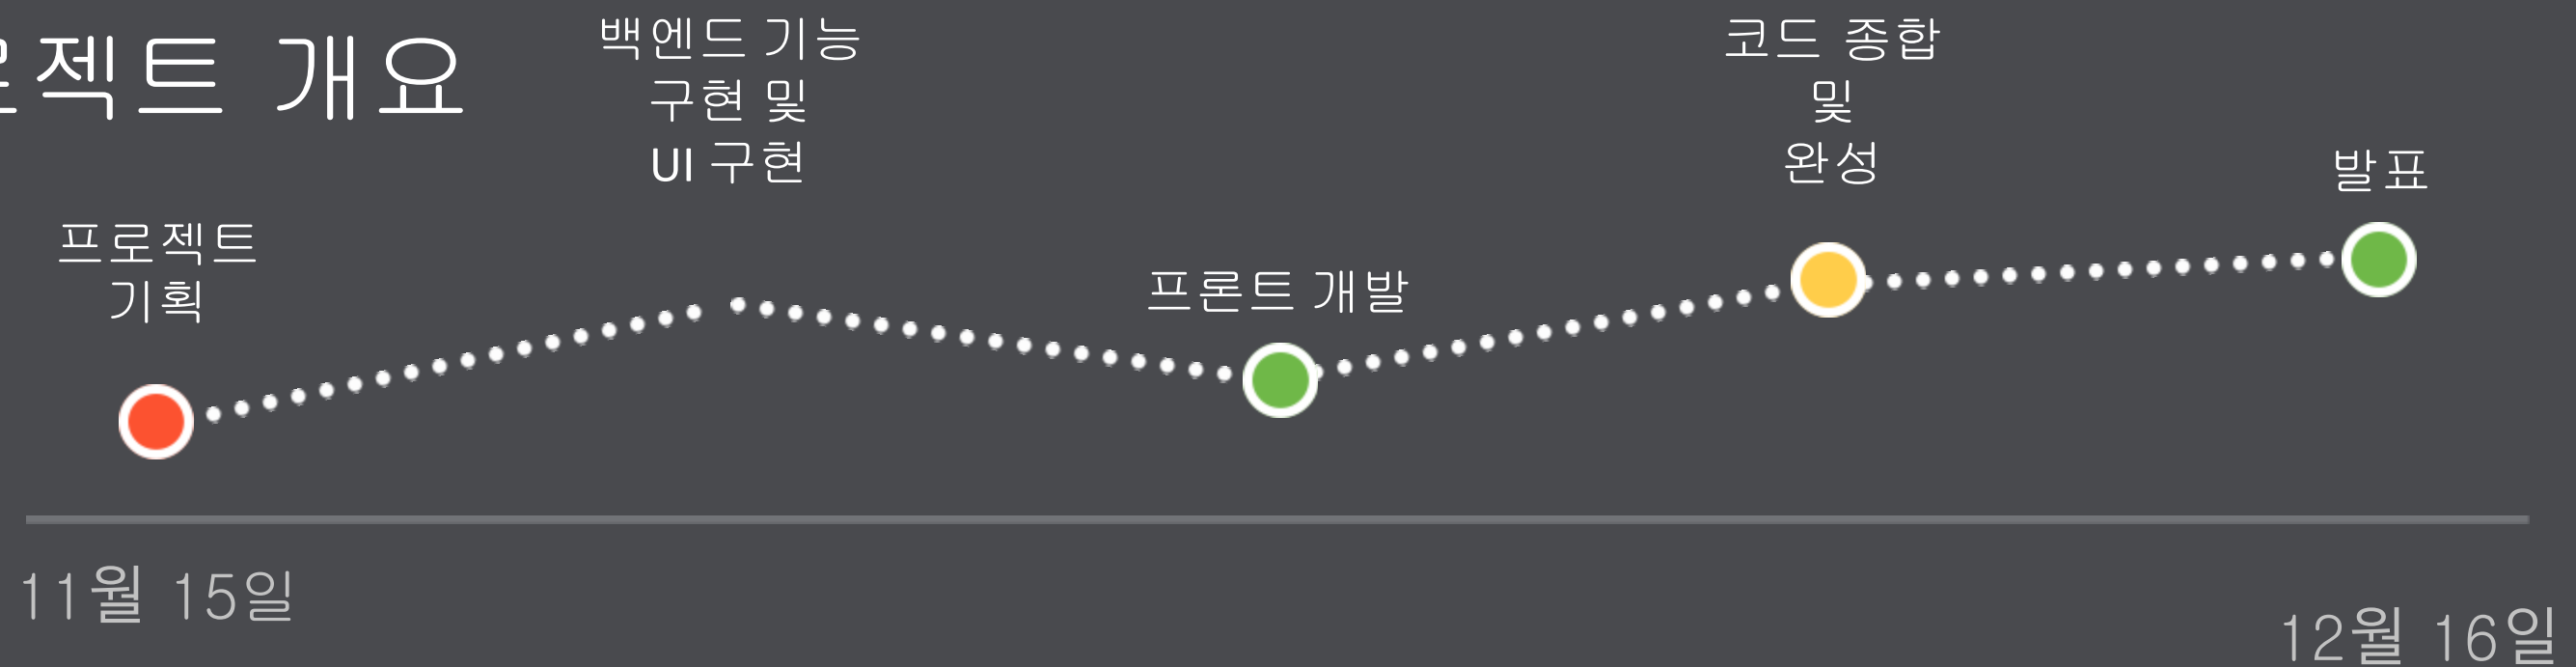 젝트 개요
백엔드 기능
구현 및
UI 구현
코드 종합
및
완성
발표
프로젝트
기획
프론트 개발
11월 15일
12월 16일